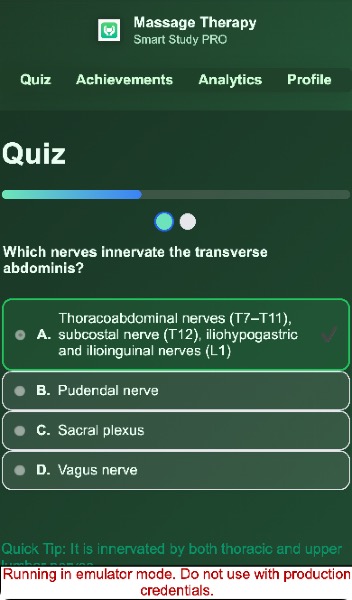 Massage Therapy
Smart Study PRO
Quiz Achievements Analytics Profile
Quiz
Which nerves innervate the transverse
abdominis?
A. Thoracoabdominal nerves (T7–T11),
subcostal nerve (T12), iliohypogastric
and ilioinguinal nerves (L1)
B. Pudendal nerve
C. Sacral plexus
D. Vagus nerve
Quick Tip: It is innervated by both thoracic and upper
lumbar nerves.
Running in emulator mode. Do not use with production
credentials.